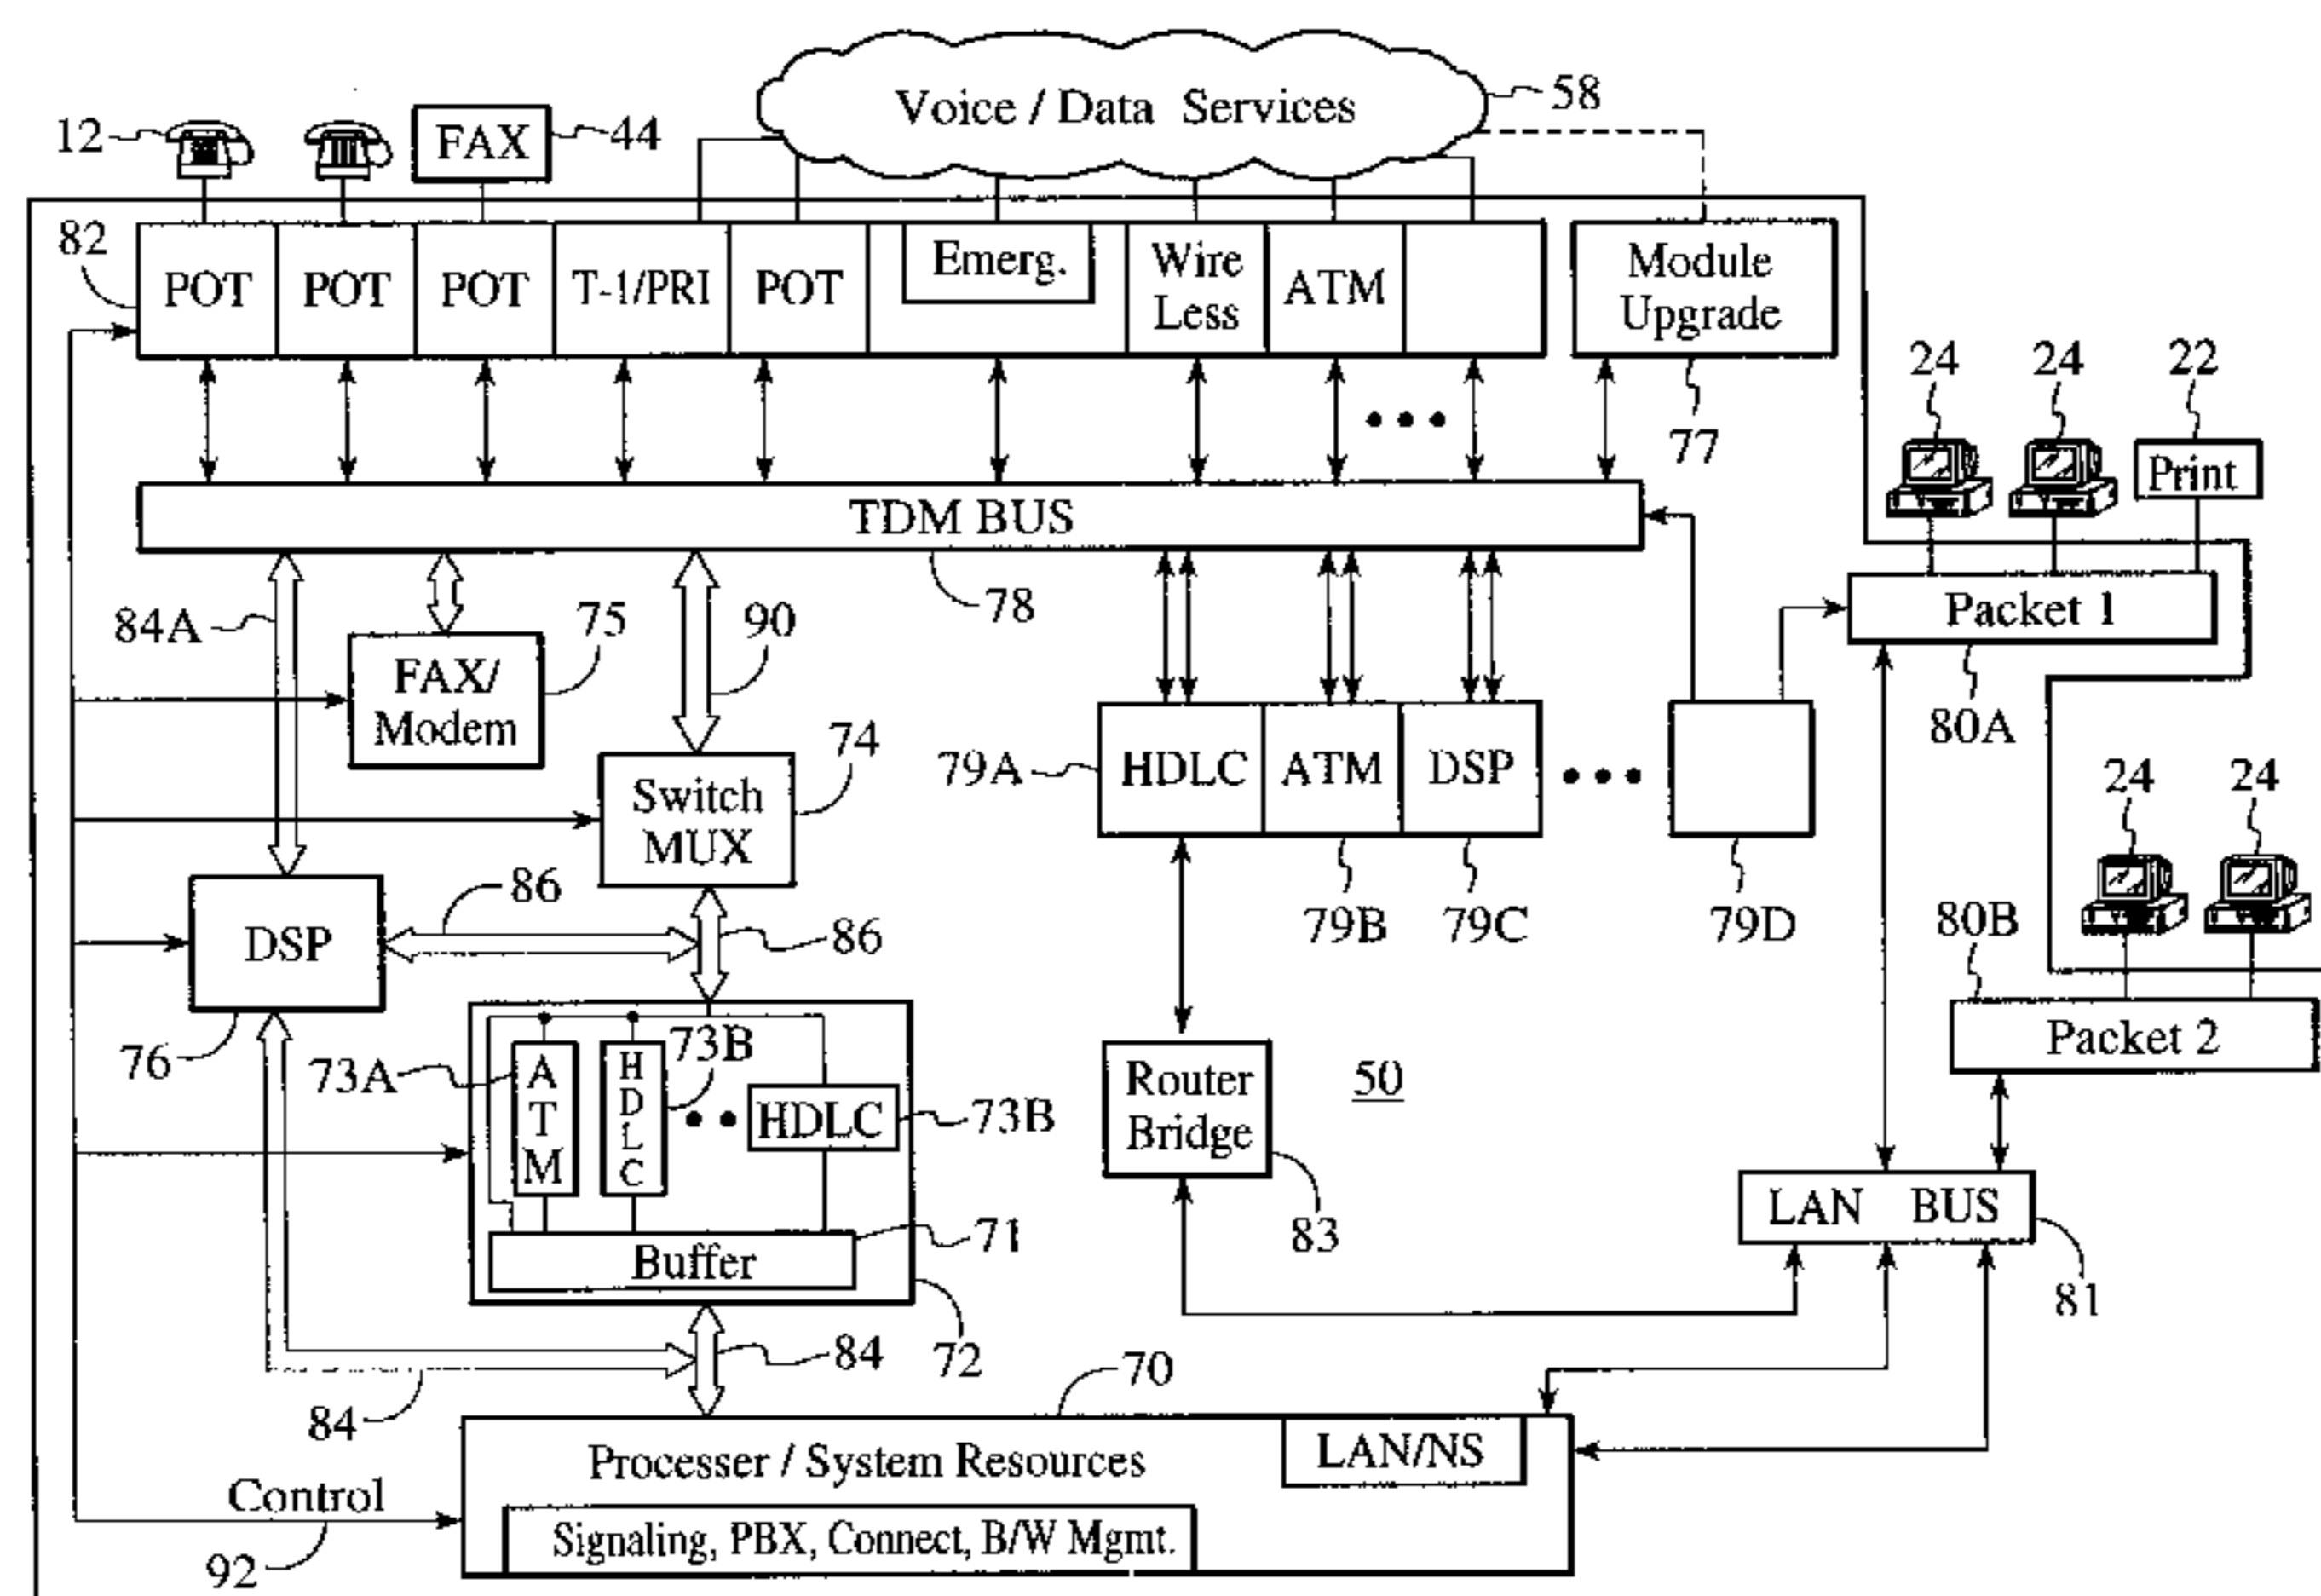 Voice / Data Services
58
12
FAX
44
82
POT
POT
POT
T-1/PRI
POT
Emerg.
Wire
Less
ATM
Module
Upgrade
77
24
24
22
Print
TDM BUS
78
Packet 1
80A
84A
FAX/
Modem
75
90
Switch
MUX
74
79A
HDLC
ATM
DSP
79B
79C
79D
24
24
80B
Packet 2
DSP
76
86
86
73A
ATM
HDLC
73B
HDLC
73B
Buffer
71
72
Router
Bridge
83
50
LAN BUS
81
84
84
70
Processer / System Resources
LAN/NS
Signaling, PBX, Connect, B/W Mgmt.
Control
92